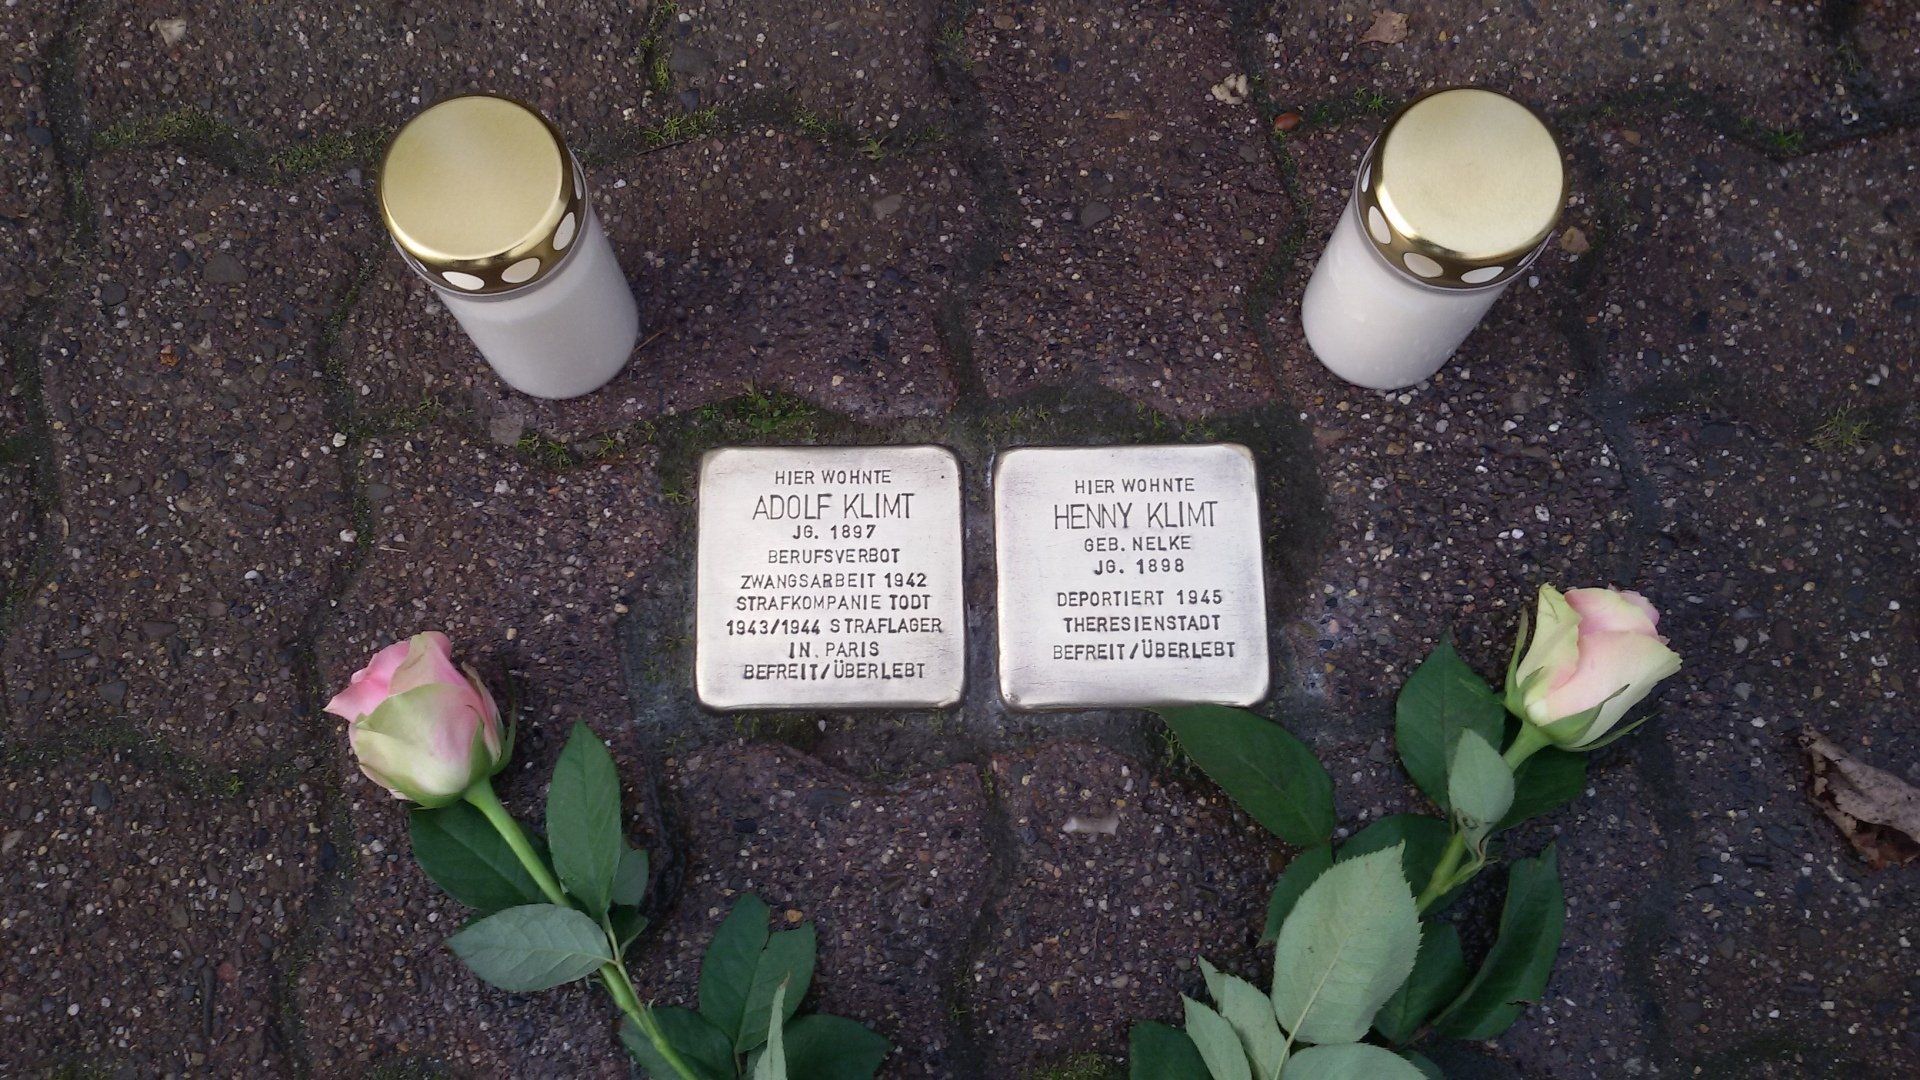 HIER WOHNTE
ADOLF KLIMT
JG. 1897
BERUFSVERBOT
ZWANGSARBEIT 1942
STRAFKOMPANIE TODT
1943/1944 STRAFLAGER
IN PARIS
BEFREIT/ÜBERLEBT
HIER WOHNTE
HENNY KLIMT
GEB. NELKE
JG. 1898
DEPORTIERT 1945
THERESIENSTADT
BEFREIT/ÜBERLEBT